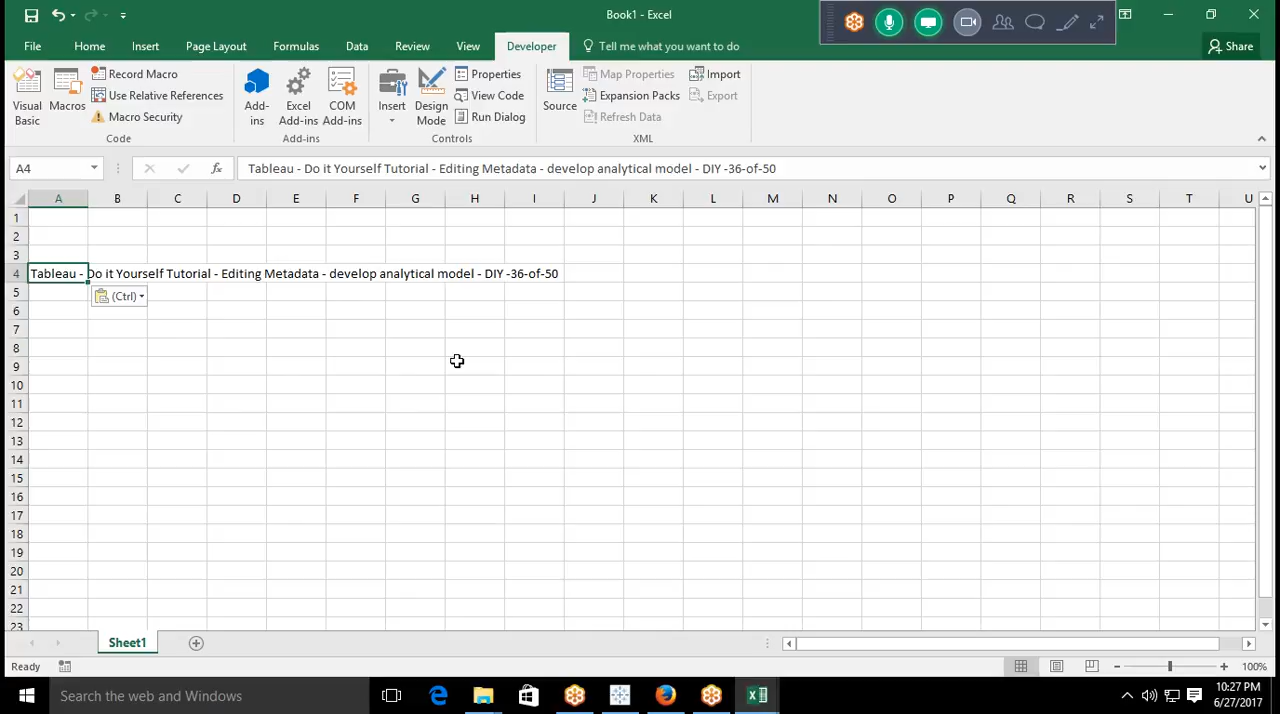 Book1 - Excel
File Home Insert Page Layout Formulas Data Review View Developer Tell me what you want to do Share
Visual Basic
Macros
Record Macro
Use Relative References
Macro Security
Code
Add-ins
Excel Add-ins
COM Add-ins
Add-ins
Insert
Design Mode
Properties
View Code
Run Dialog
Controls
Source
Map Properties
Expansion Packs
Refresh Data
Import
Export
XML
A4 fx Tableau - Do it Yourself Tutorial - Editing Metadata - develop analytical model - DIY -36-of-50
A B C D E F G H I J K L M N O P Q R S T U
1
2
3
4 Tableau - Do it Yourself Tutorial - Editing Metadata - develop analytical model - DIY -36-of-50
5 (Ctrl)
6
7
8
9
10
11
12
13
14
15
16
17
18
19
20
21
22
23
Sheet1
Ready 100%
Search the web and Windows 10:27 PM
6/27/2017